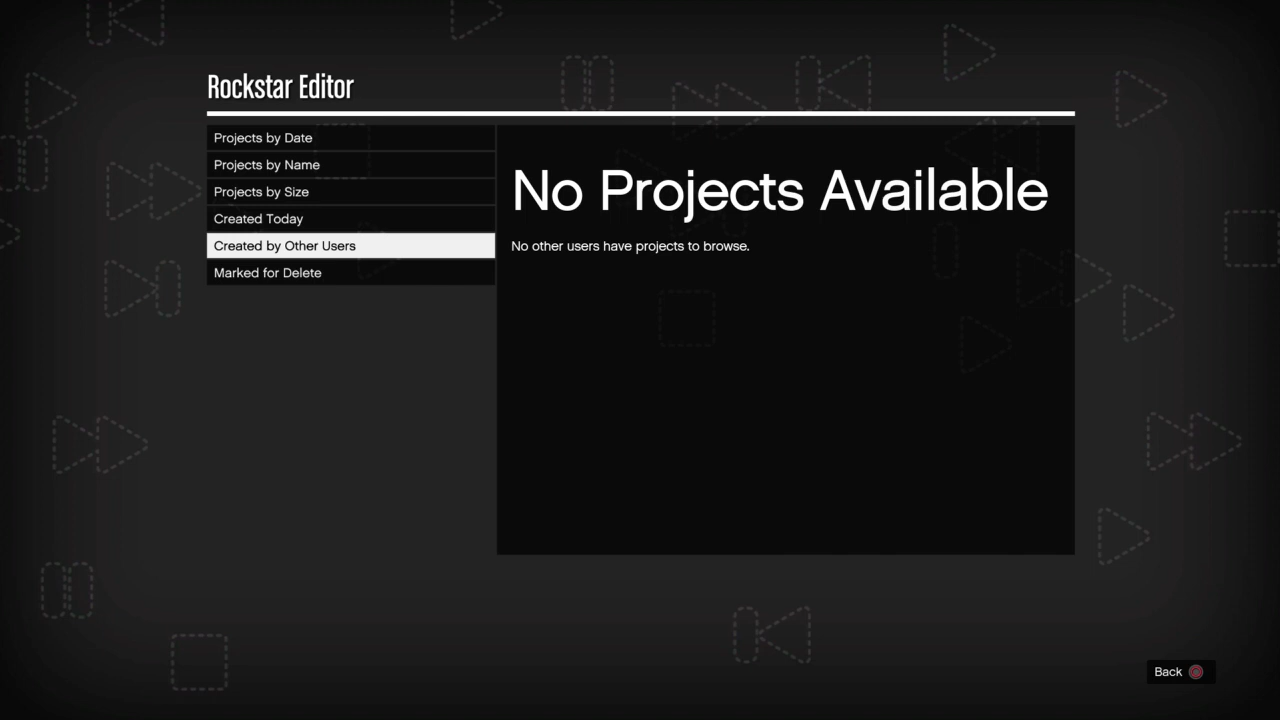 Rockstar Editor
Projects by Date
Projects by Name
Projects by Size
Created Today
Created by Other Users
Marked for Delete
No Projects Available
No other users have projects to browse.
Back